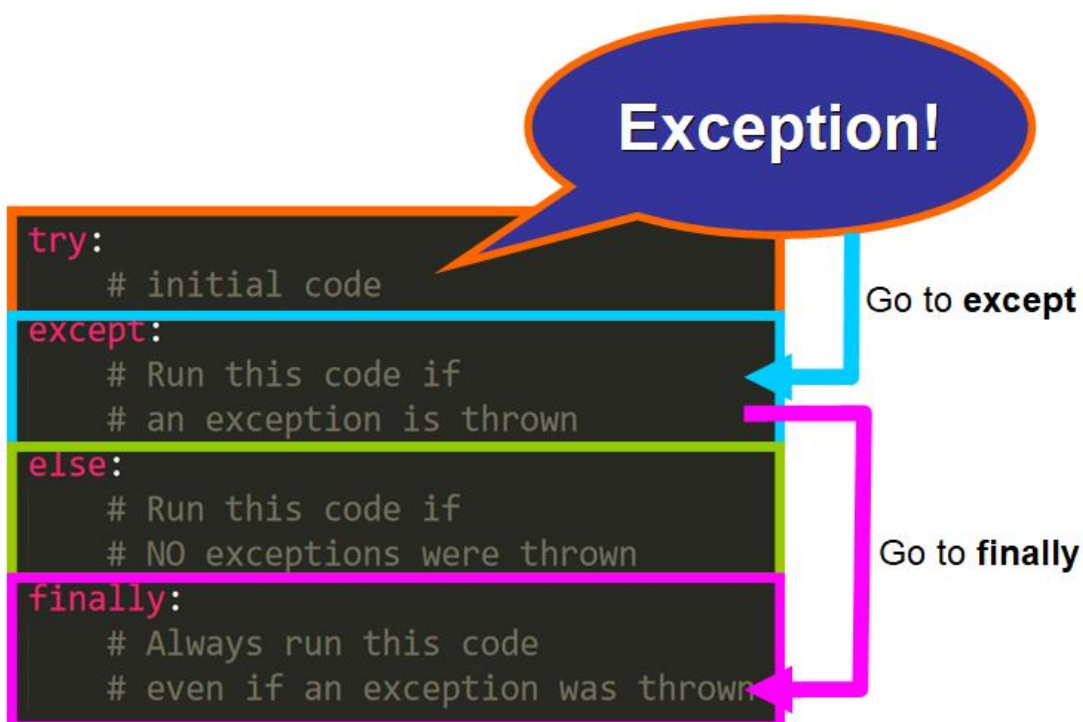 Exception!
try:
# initial code
Go to except
except:
# Run this code if
# an exception is thrown
else:
# Run this code if
# NO exceptions were thrown
Go to finally
finally:
# Always run this code
# even if an exception was thrown